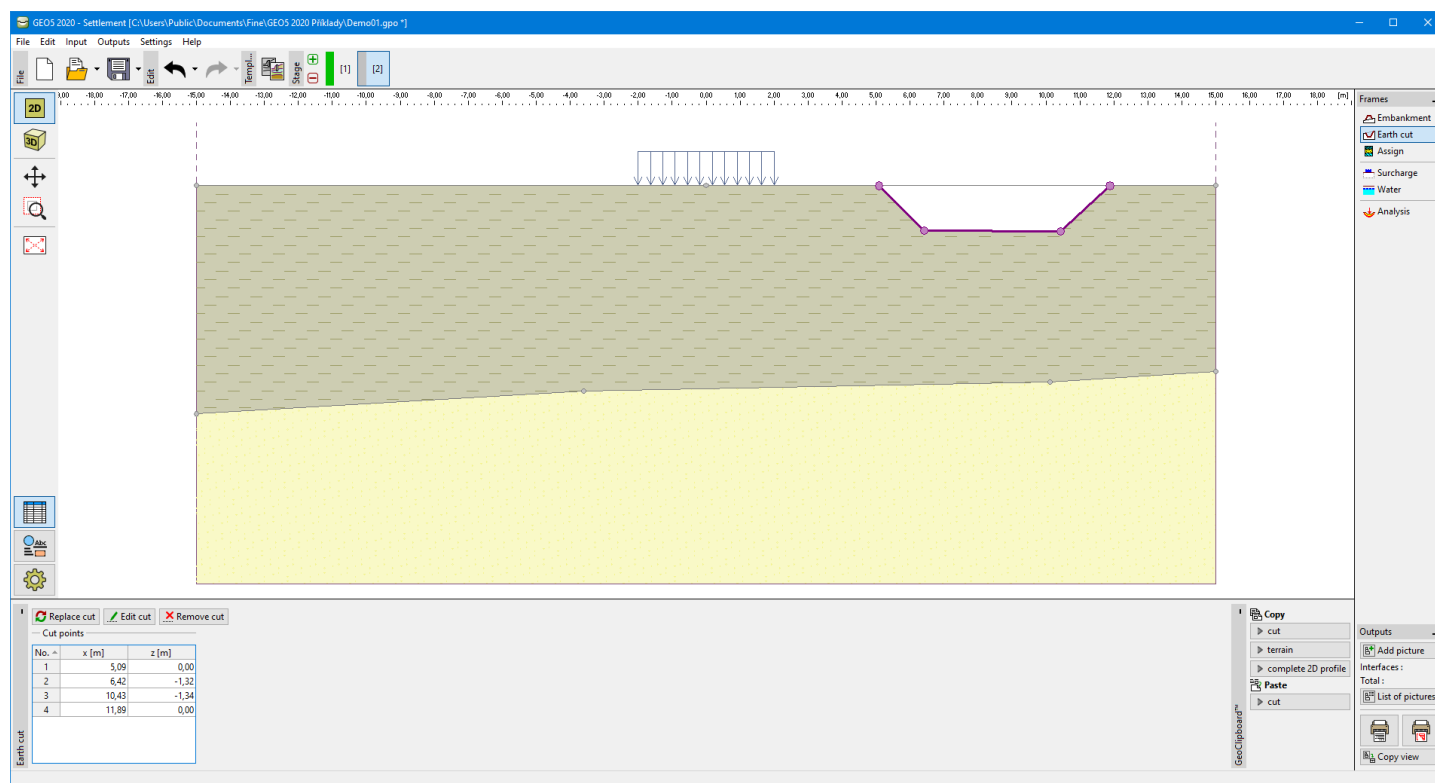 GEO5 2020 - Settlement [C:\Users\Public\Documents\Fine\GEO5 2020 Příklady\Demo01.gpo *]
File Edit Input Outputs Settings Help
File
Edit
Templ...
Stage
[1] [2]
-18,00 -17,00 -16,00 -15,00 -14,00 -13,00 -12,00 -11,00 -10,00 -9,00 -8,00 -7,00 -6,00 -5,00 -4,00 -3,00 -2,00 -1,00 0,00 1,00 2,00 3,00 4,00 5,00 6,00 7,00 8,00 9,00 10,00 11,00 12,00 13,00 14,00 15,00 16,00 17,00 18,00 [m]
2D
3D
Abc
Frames
Embankment
Earth cut
Assign
Surcharge
Water
Analysis
Earth cut
Replace cut Edit cut Remove cut
Cut points
No. x [m] z [m]
1 5,09 0,00
2 6,42 -1,32
3 10,43 -1,34
4 11,89 0,00
GeoClipboard™
Copy
cut
terrain
complete 2D profile
Paste
cut
Outputs
Add picture
Interfaces :
Total :
List of pictures
Copy view